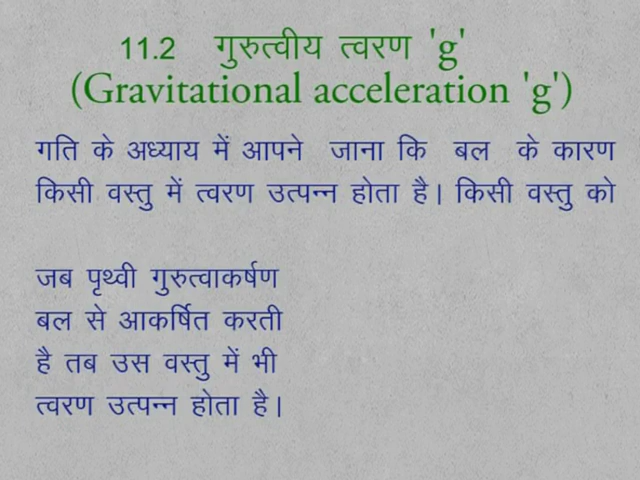 11.2 गुरुत्वीय त्वरण 'g'
(Gravitational acceleration 'g')
गति के अध्याय में आपने जाना कि बल के कारण
किसी वस्तु में त्वरण उत्पन्न होता है। किसी वस्तु को
जब पृथ्वी गुरुत्वाकर्षण
बल से आकर्षित करती
है तब उस वस्तु में भी
त्वरण उत्पन्न होता है।